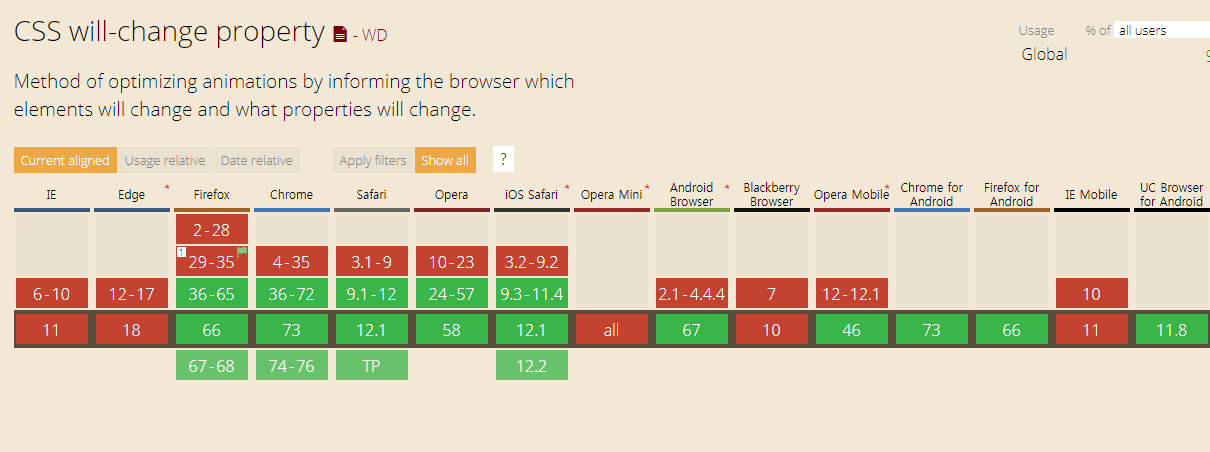 CSS will-change property - WD
Usage % of all users
Global
Method of optimizing animations by informing the browser which
elements will change and what properties will change.
Current aligned Usage relative Date relative Apply filters Show all ?
IE Edge * Firefox Chrome Safari Opera iOS Safari * Opera Mini * Android Browser * Blackberry Browser Opera Mobile * Chrome for Android Firefox for Android IE Mobile UC Browser for Android
2-28
1 29-35 4-35 3.1-9 10-23 3.2-9.2
6-10 12-17 36-65 36-72 9.1-12 24-57 9.3-11.4 2.1-4.4.4 7 12-12.1 10
11 18 66 73 12.1 58 12.1 all 67 10 46 73 66 11 11.8
67-68 74-76 TP 12.2